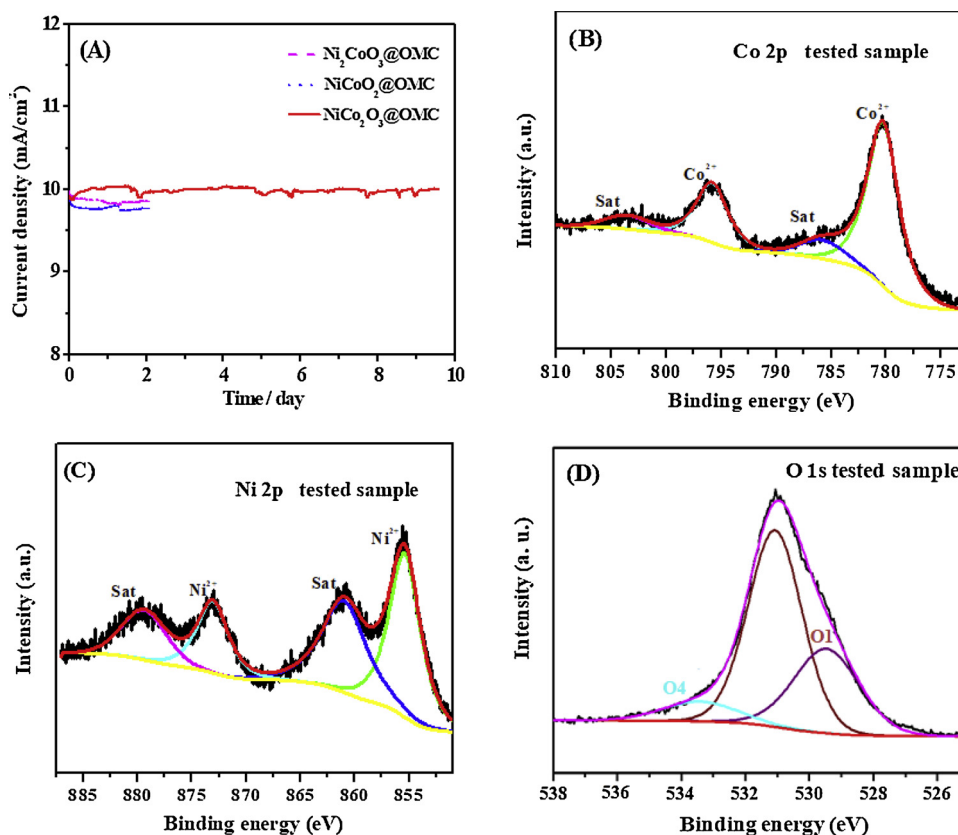 (A)
Ni₂CoO₃@OMC
NiCoO₂@OMC
NiCo₂O₃@OMC
Current density (mA/cm²)
12
11
10
9
8
0 2 4 6 8 10
Time / day
(B)
Co 2p tested sample
Co²⁺
Co²⁺
Sat
Sat
Intensity (a.u.)
810 805 800 795 790 785 780 775
Binding energy (eV)
(C)
Ni 2p tested sample
Ni²⁺
Sat
Ni²⁺
Sat
Intensity (a.u.)
885 880 875 870 865 860 855
Binding energy (eV)
(D)
O 1s tested sample
O1
O4
Intensity (a. u.)
538 536 534 532 530 528 526
Binding energy (eV)